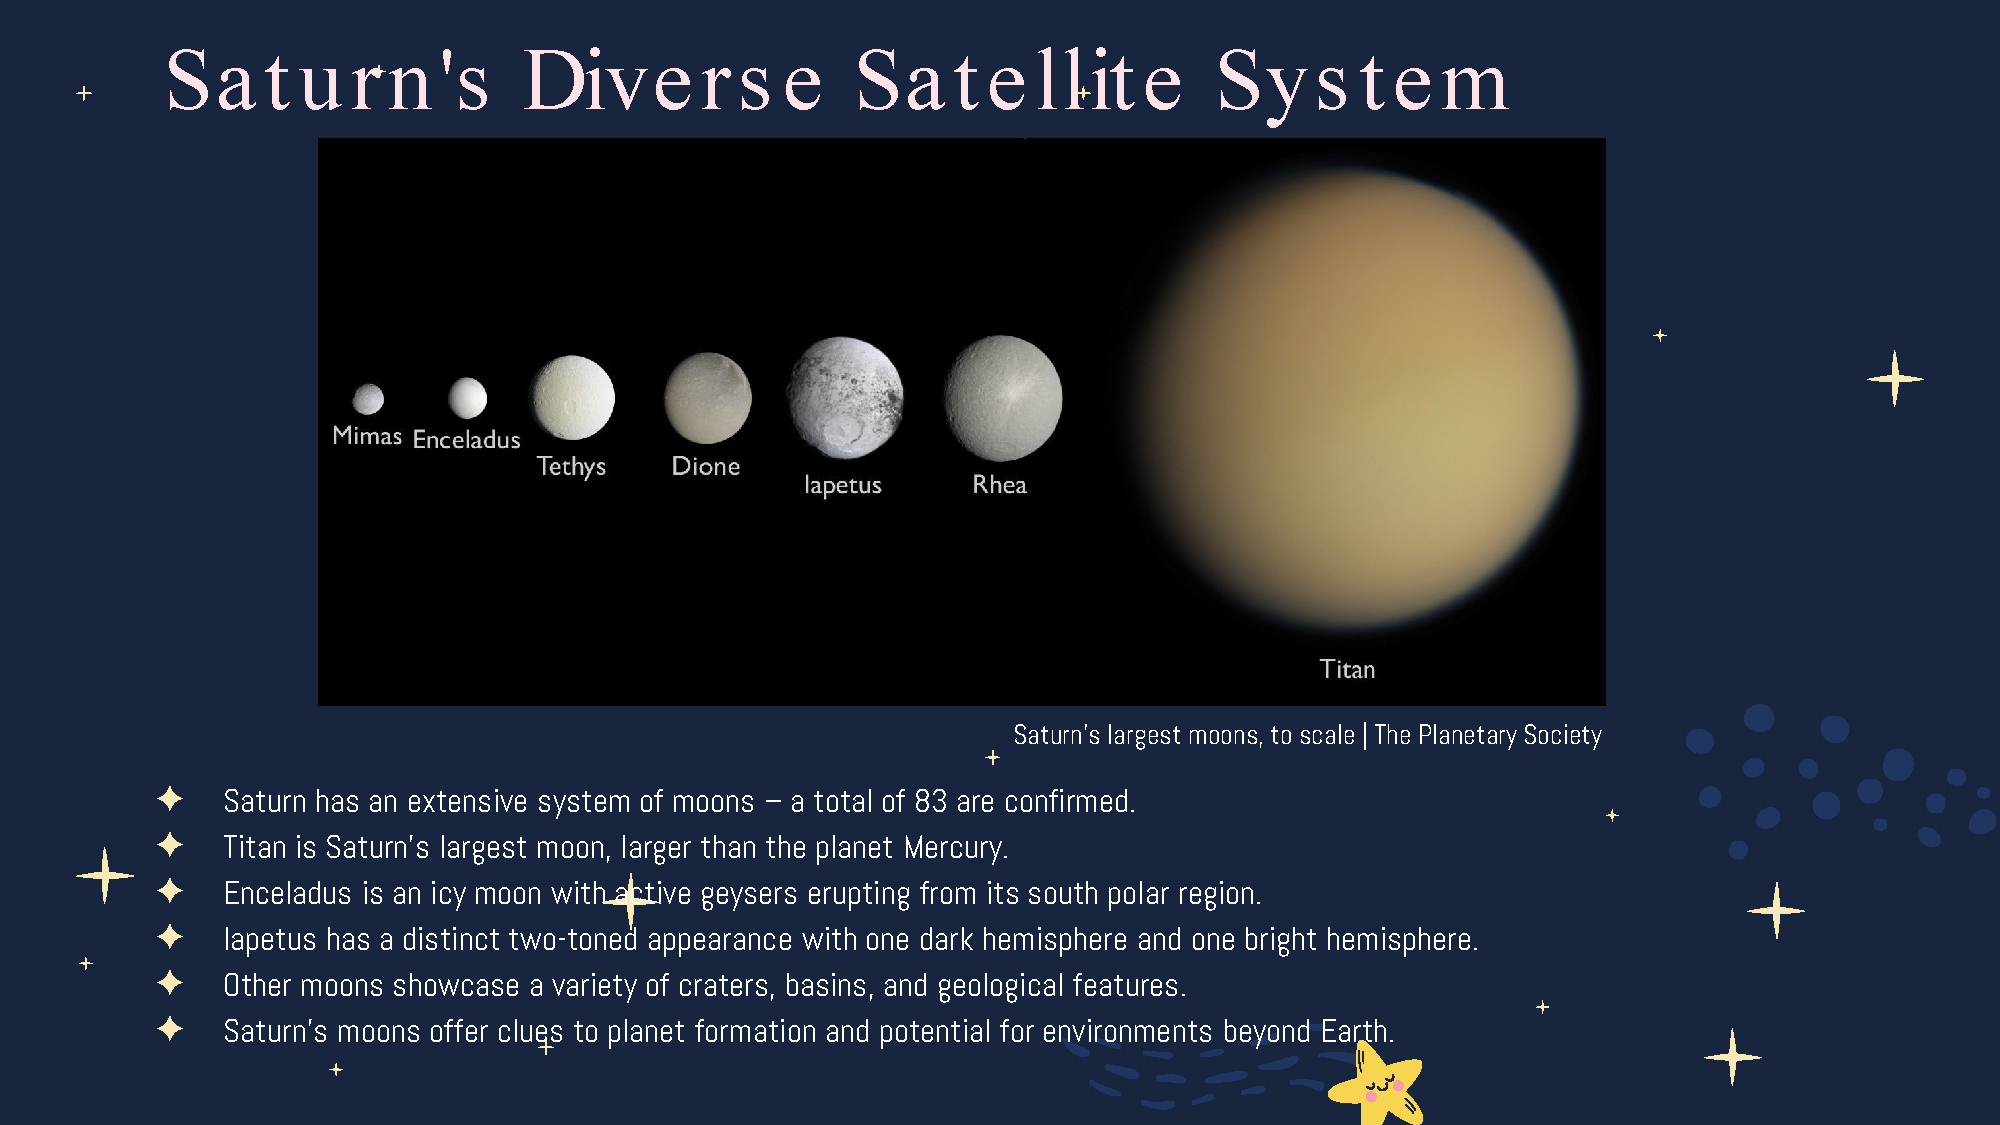 Saturn's Diverse Satellite System
Mimas
Enceladus
Tethys
Dione
Iapetus
Rhea
Titan
Saturn's largest moons, to scale | The Planetary Society
Saturn has an extensive system of moons – a total of 83 are confirmed.
Titan is Saturn's largest moon, larger than the planet Mercury.
Enceladus is an icy moon with active geysers erupting from its south polar region.
Iapetus has a distinct two-toned appearance with one dark hemisphere and one bright hemisphere.
Other moons showcase a variety of craters, basins, and geological features.
Saturn's moons offer clues to planet formation and potential for environments beyond Earth.